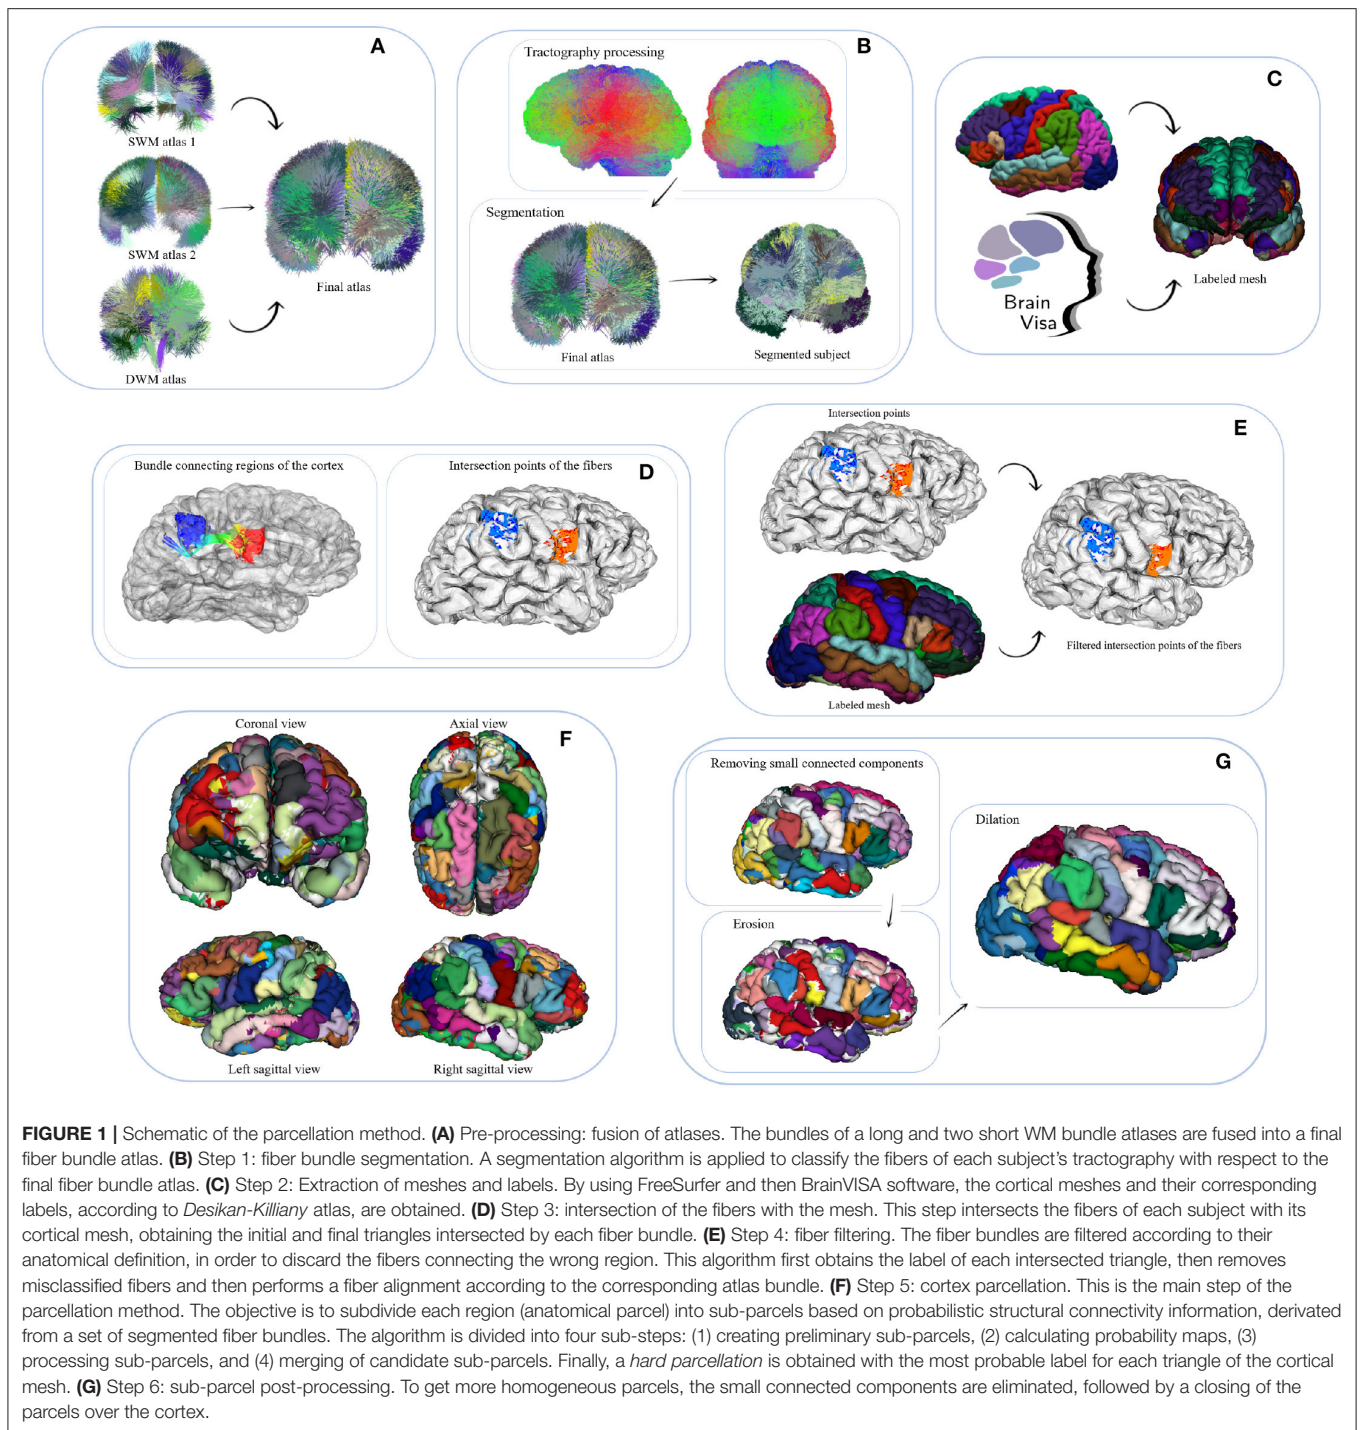 A
SWM atlas 1
SWM atlas 2
DWM atlas
Final atlas
B
Tractography processing
Segmentation
Final atlas
Segmented subject
C
Brain
Visa
Labeled mesh
D
Bundle connecting regions of the cortex
Intersection points of the fibers
E
Intersection points
Labeled mesh
Filtered intersection points of the fibers
F
Coronal view
Axial view
Left sagittal view
Right sagittal view
G
Removing small connected components
Erosion
Dilation
FIGURE 1 | Schematic of the parcellation method. (A) Pre-processing: fusion of atlases. The bundles of a long and two short WM bundle atlases are fused into a final
fiber bundle atlas. (B) Step 1: fiber bundle segmentation. A segmentation algorithm is applied to classify the fibers of each subject's tractography with respect to the
final fiber bundle atlas. (C) Step 2: Extraction of meshes and labels. By using FreeSurfer and then BrainVISA software, the cortical meshes and their corresponding
labels, according to Desikan-Killiany atlas, are obtained. (D) Step 3: intersection of the fibers with the mesh. This step intersects the fibers of each subject with its
cortical mesh, obtaining the initial and final triangles intersected by each fiber bundle. (E) Step 4: fiber filtering. The fiber bundles are filtered according to their
anatomical definition, in order to discard the fibers connecting the wrong region. This algorithm first obtains the label of each intersected triangle, then removes
misclassified fibers and then performs a fiber alignment according to the corresponding atlas bundle. (F) Step 5: cortex parcellation. This is the main step of the
parcellation method. The objective is to subdivide each region (anatomical parcel) into sub-parcels based on probabilistic structural connectivity information, derivated
from a set of segmented fiber bundles. The algorithm is divided into four sub-steps: (1) creating preliminary sub-parcels, (2) calculating probability maps, (3)
processing sub-parcels, and (4) merging of candidate sub-parcels. Finally, a hard parcellation is obtained with the most probable label for each triangle of the cortical
mesh. (G) Step 6: sub-parcel post-processing. To get more homogeneous parcels, the small connected components are eliminated, followed by a closing of the
parcels over the cortex.